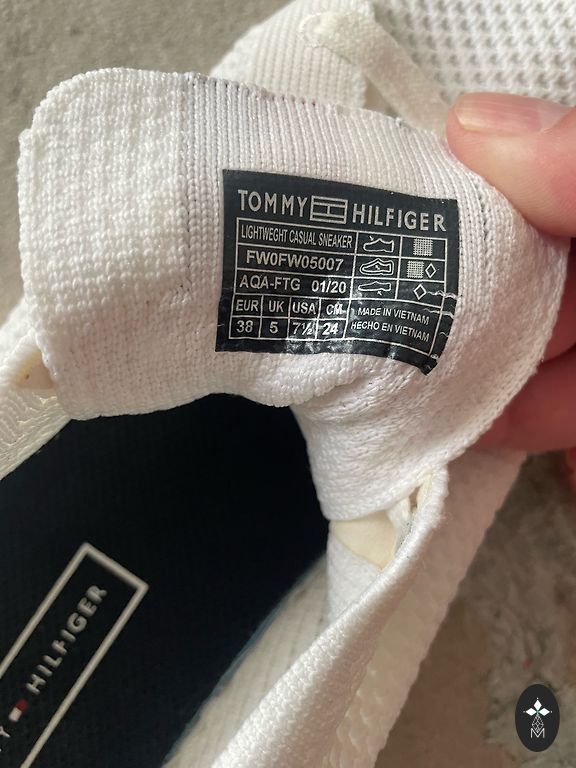 TOMMY HILFIGER
LIGHTWEGHT CASUAL SNEAKER
FW0FW05007
AQA-FTG 01/20
EUR UK USA CM
38 5 7½ 24
MADE IN VIETNAM
HECHO EN VIETNAM
Y HILFIGER
M